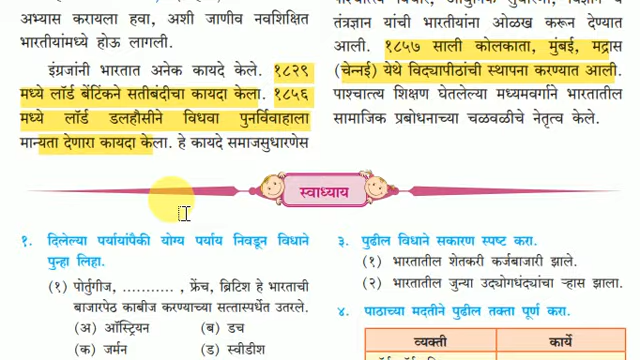 अभ्यास करायला हवा, अशी जाणीव नवशिक्षित
भारतीयांमध्ये होऊ लागली.
इंग्रजांनी भारतात अनेक कायदे केले. १८२९
मध्ये लॉर्ड बेंटिंकने सतीबंदीचा कायदा केला. १८५६
मध्ये लॉर्ड डलहौसीने विधवा पुनर्विवाहाला
मान्यता देणारा कायदा केला. हे कायदे समाजसुधारणेस
तंत्रज्ञान यांची भारतीयांना ओळख करून देण्यात
आली. १८५७ साली कोलकाता, मुंबई, मद्रास
(चेन्नई) येथे विद्यापीठांची स्थापना करण्यात आली.
पाश्चात्य शिक्षण घेतलेल्या मध्यमवर्गाने भारतातील
सामाजिक प्रबोधनाच्या चळवळीचे नेतृत्व केले.
स्वाध्याय
१. दिलेल्या पर्यायांपैकी योग्य पर्याय निवडून विधाने
पुन्हा लिहा.
(१) पोर्तुगीज, ........... , फ्रेंच, ब्रिटिश हे भारताची
बाजारपेठ काबीज करण्याच्या सत्तास्पर्धेत उतरले.
(अ) ऑस्ट्रियन (ब) डच
(क) जर्मन (ड) स्वीडीश
३. पुढील विधाने सकारण स्पष्ट करा.
(१) भारतातील शेतकरी कर्जबाजारी झाले.
(२) भारतातील जुन्या उद्योगधंद्यांचा ऱ्हास झाला.
४. पाठाच्या मदतीने पुढील तक्ता पूर्ण करा.
व्यक्ती कार्ये